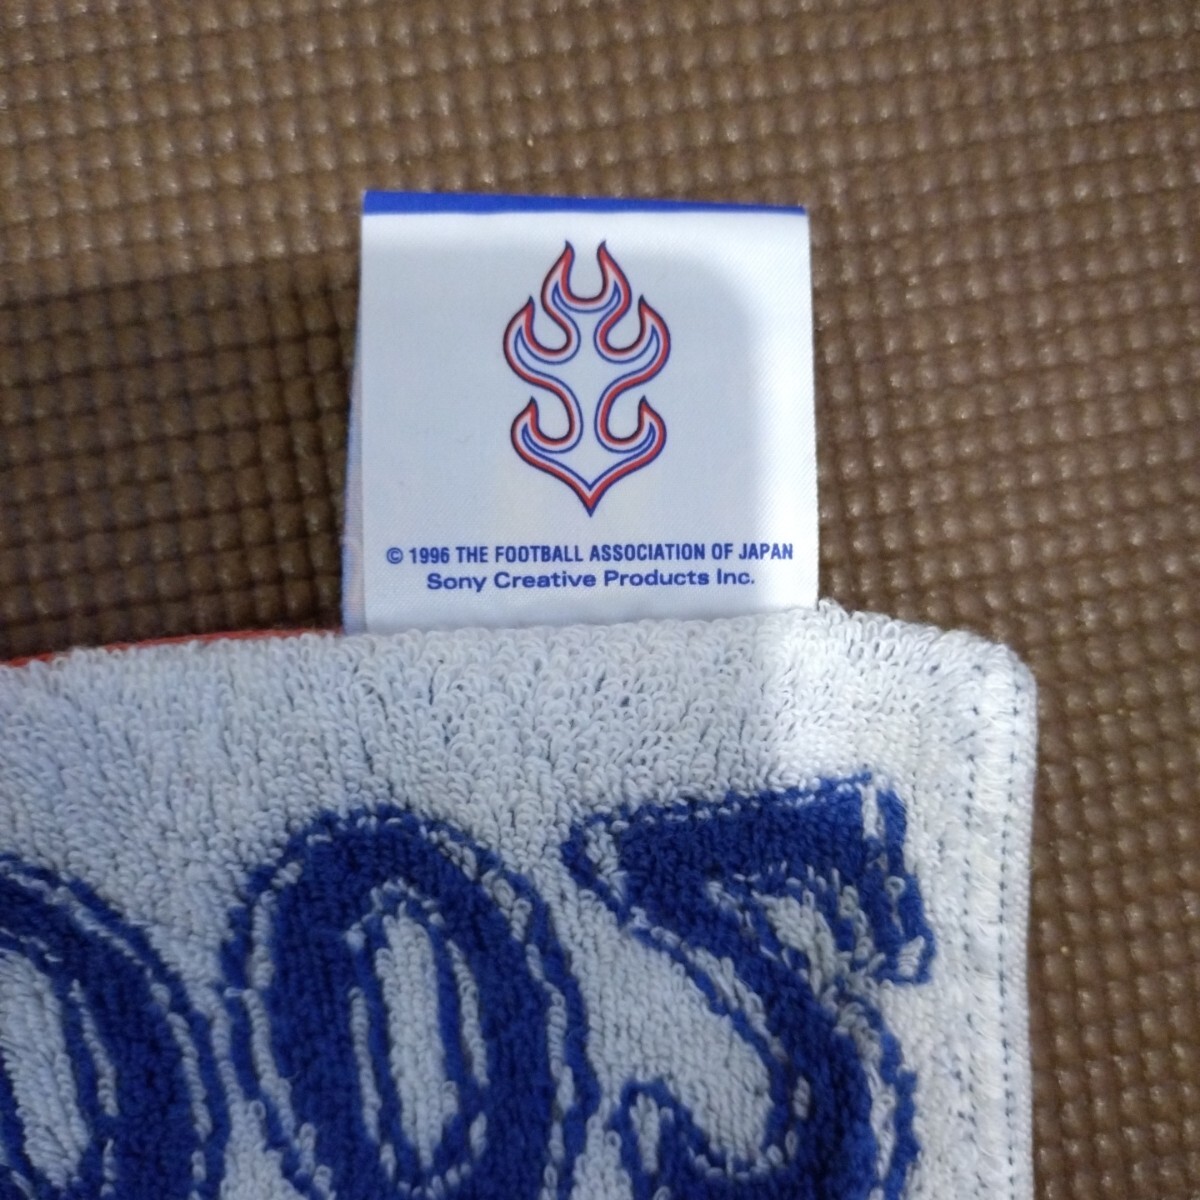 © 1996 THE FOOTBALL ASSOCIATION OF JAPAN
Sony Creative Products Inc.